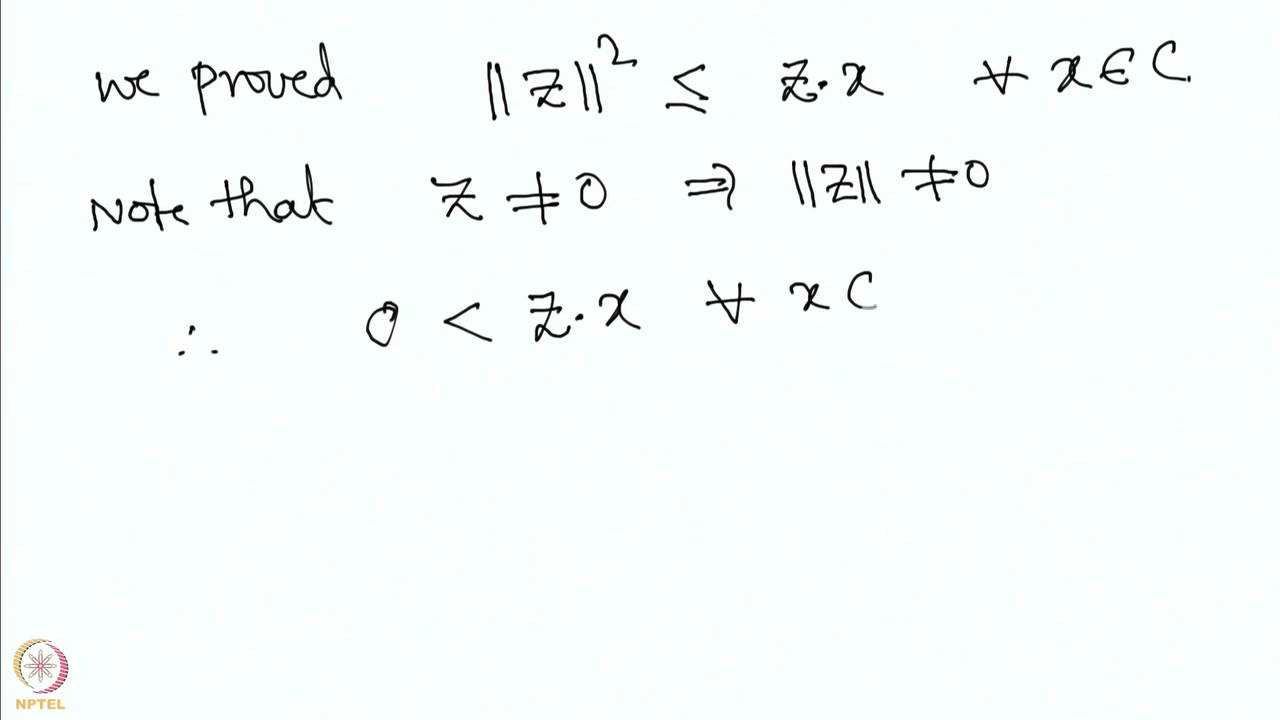 we proved ||z||² ≤ z·x ∀ x ∈ C.
Note that z ≠ 0 ⇒ ||z|| ≠ 0
∴ 0 < z·x ∀ x C
NPTEL